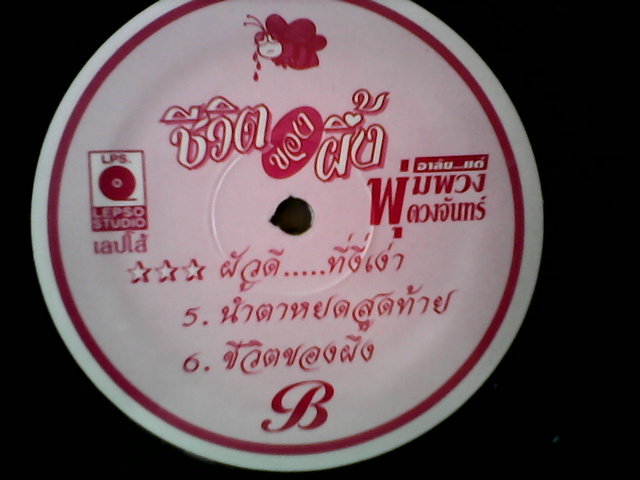 ชีวิตของผึ้ง
LPS.
LEPSO
STUDIO
เลปโส้
อาลัย...แด่
พุ่มพวง
ดวงจันทร์
☆☆☆ ผัวดี.....ที่งี่เง่า
5. น้ำตาหยดสุดท้าย
6. ชีวิตของผึ้ง
B